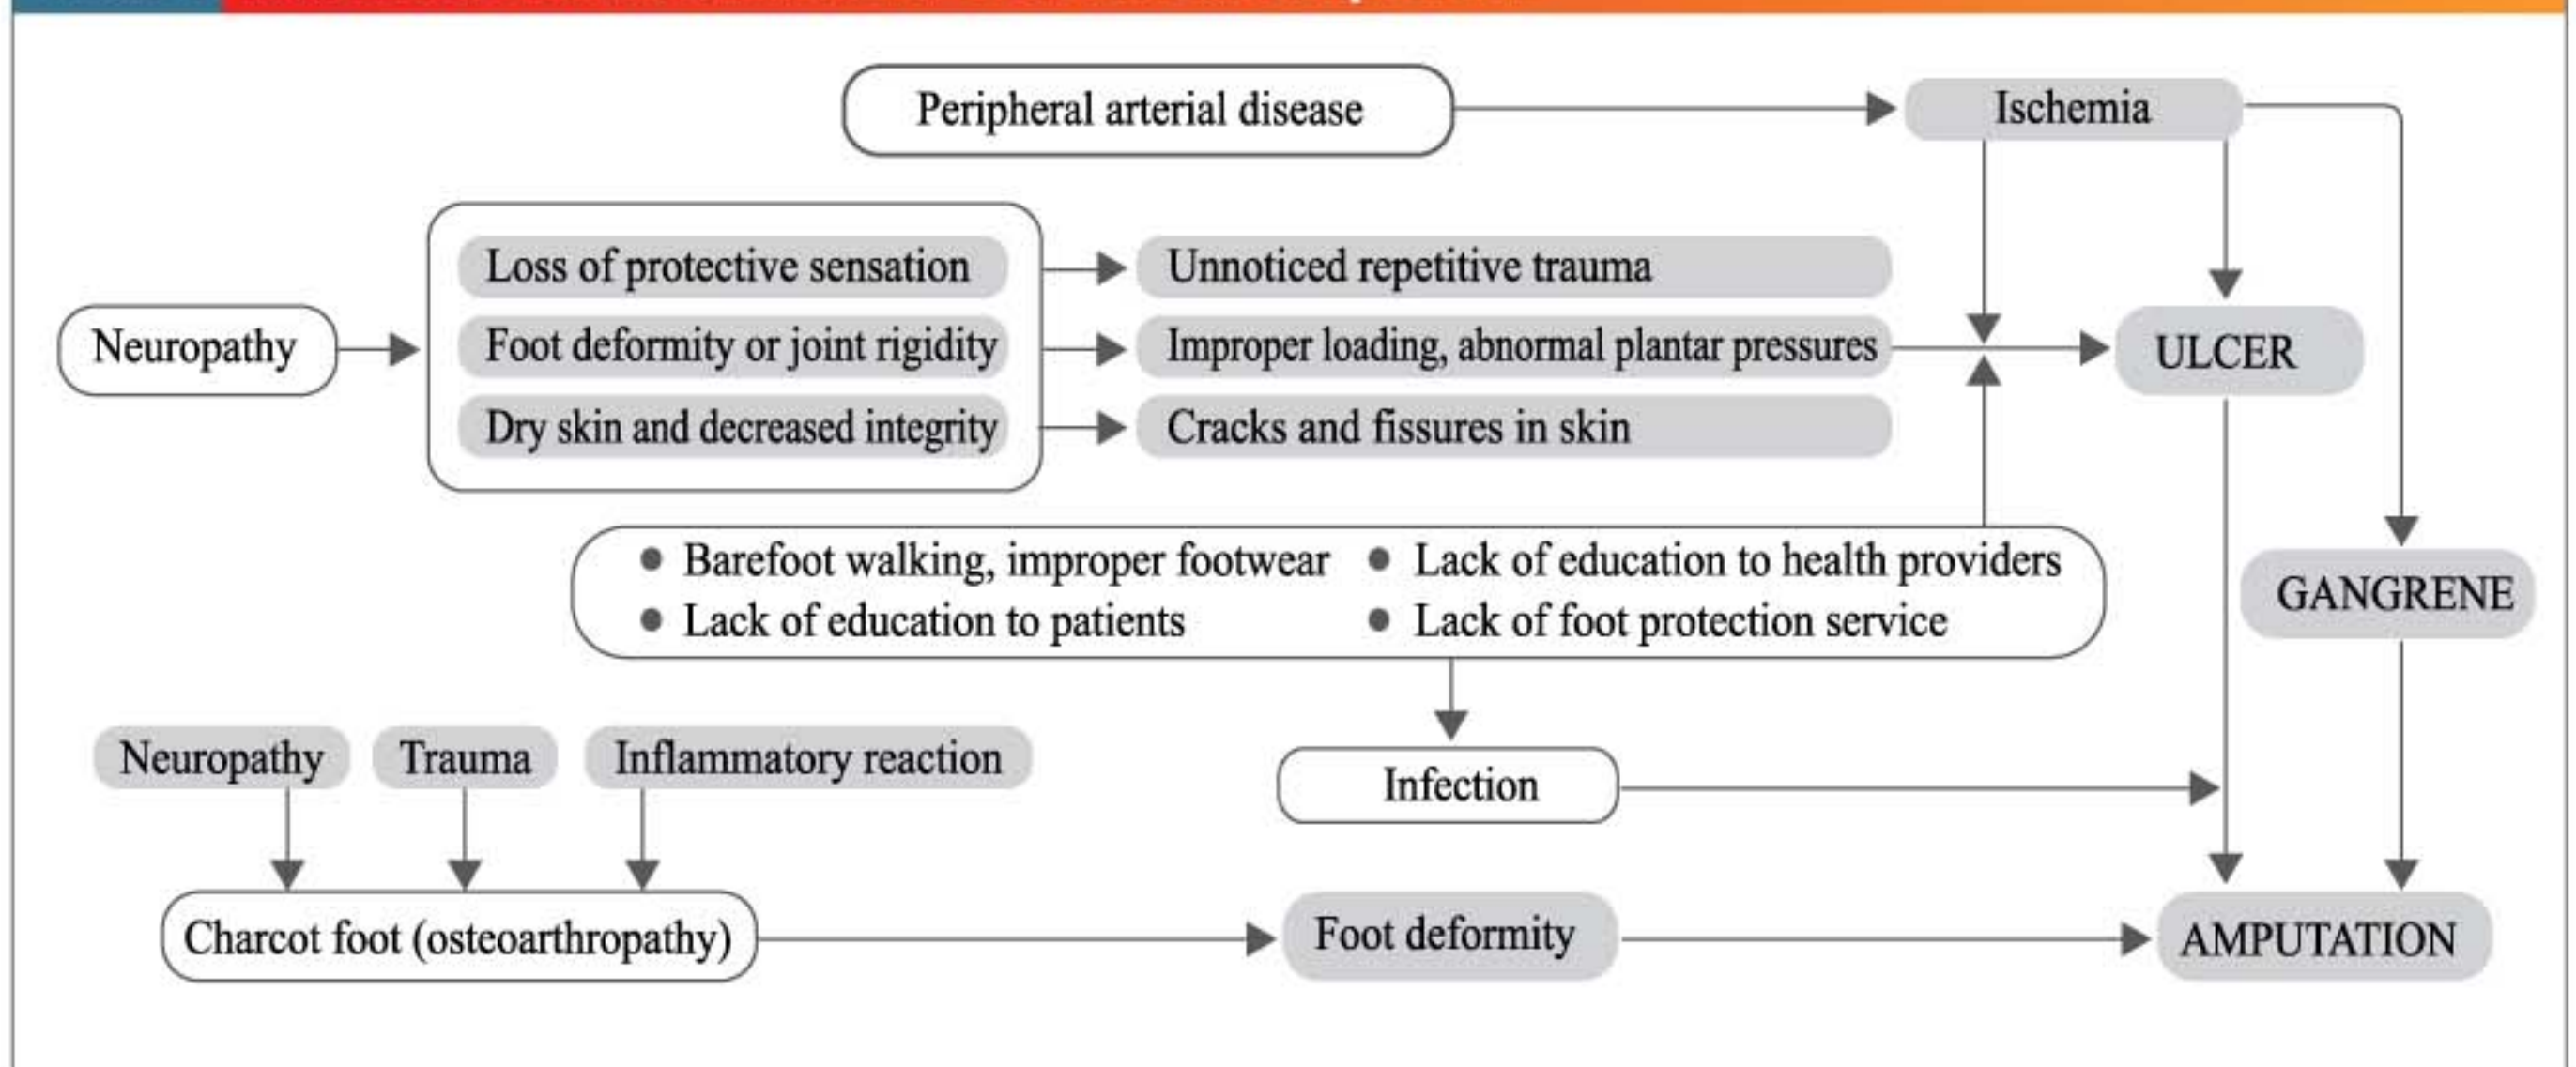 Peripheral arterial disease
Ischemia
Loss of protective sensation
Unnoticed repetitive trauma
Neuropathy
Foot deformity or joint rigidity
Improper loading, abnormal plantar pressures
ULCER
Dry skin and decreased integrity
Cracks and fissures in skin
● Barefoot walking, improper footwear
● Lack of education to health providers
● Lack of education to patients
● Lack of foot protection service
GANGRENE
Neuropathy
Trauma
Inflammatory reaction
Infection
Charcot foot (osteoarthropathy)
Foot deformity
AMPUTATION